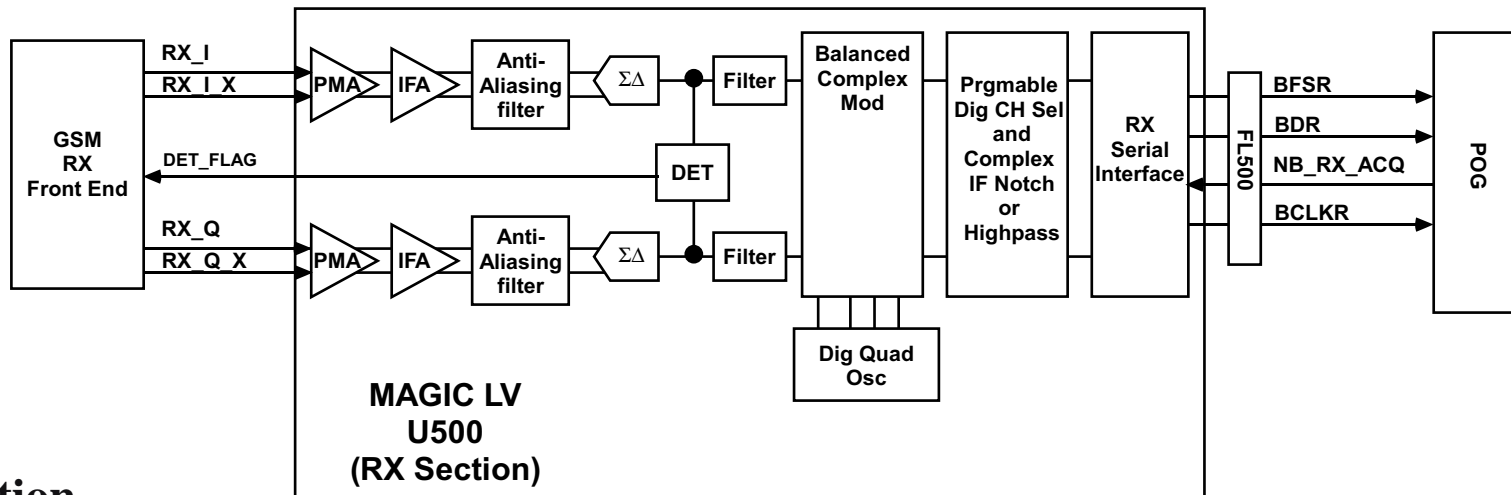 RX_I
RX_I_X
GSM
RX
Front End
DET_FLAG
RX_Q
RX_Q_X
PMA
IFA
Anti-
Aliasing
filter
ΣΔ
Filter
DET
PMA
IFA
Anti-
Aliasing
filter
ΣΔ
Filter
Balanced
Complex
Mod
Dig Quad
Osc
Prgmable
Dig CH Sel
and
Complex
IF Notch
or
Highpass
RX
Serial
Interface
FL500
BFSR
BDR
NB_RX_ACQ
BCLKR
POG
MAGIC LV
U500
(RX Section)